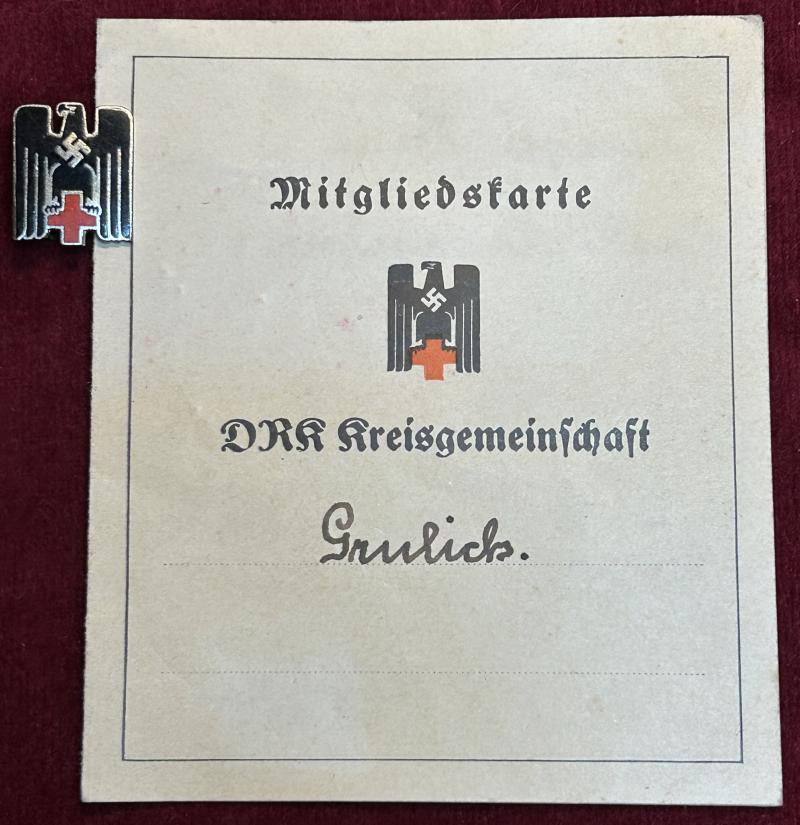 Mitgliedskarte
DRK Kreisgemeinschaft
Grulich.